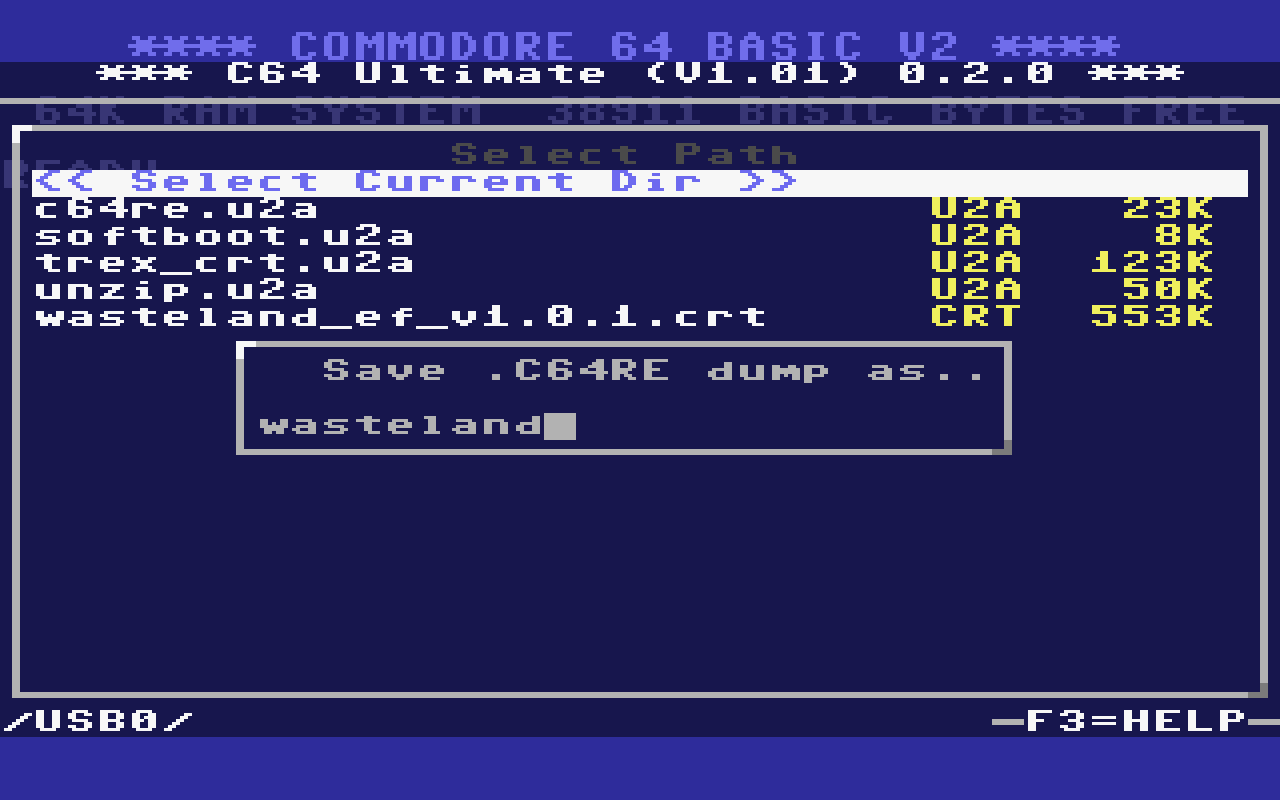 **** COMMODORE 64 BASIC V2 ****
*** C64 Ultimate (V1.01) 0.2.0 ***
64K RAM SYSTEM  38911 BASIC BYTES FREE
Select Path
READY
<< Select Current Dir >>
c64re.u2a U2A 23K
softboot.u2a U2A 8K
trex_crt.u2a U2A 123K
unzip.u2a U2A 50K
wasteland_ef_v1.0.1.crt CRT 553K
Save .C64RE dump as..
wasteland
/USB0/ F3=HELP